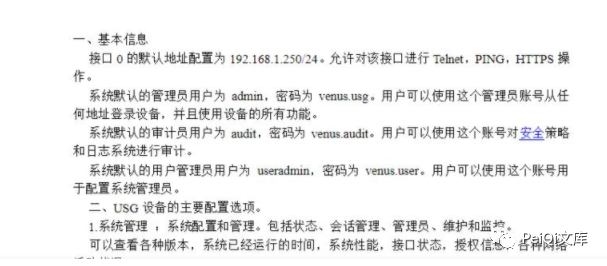 一、基本信息
接口 0 的默认地址配置为 192.168.1.250/24。允许对该接口进行 Telnet，PING，HTTPS 操
作。
系统默认的管理员用户为 admin，密码为 venus.usg。用户可以使用这个管理员账号从任
何地址登录设备，并且使用设备的所有功能。
系统默认的审计员用户为 audit，密码为 venus.audit。用户可以使用这个账号对安全策略
和日志系统进行审计。
系统默认的用户管理员用户为 useradmin，密码为 venus.user。用户可以使用这个账号用
于配置系统管理员。
二、USG 设备的主要配置选项。
1.系统管理 ；系统配置和管理。包括状态、会话管理、管理员、维护和监控。
可以查看各种版本，系统已经运行的时间，系统性能，接口状态，授权信息，各种网络
PeiQi文库